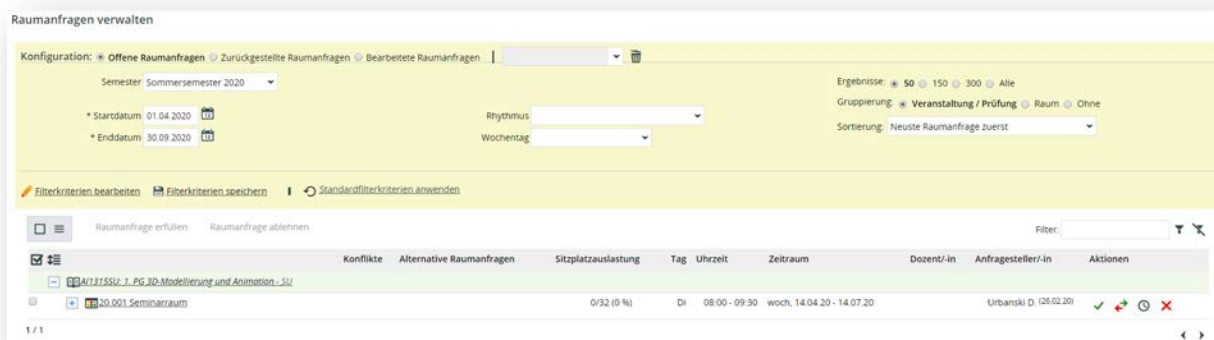 Raumanfragen verwalten
Konfiguration: Offene Raumanfragen Zurückgestellte Raumanfragen Bearbeitete Raumanfragen
Semester Sommersemester 2020 Ergebnisse: 50 150 300 Alle
Gruppierung: Veranstaltung / Prüfung Raum Ohne
* Startdatum 01.04.2020 Rhythmus
Sortierung: Neuste Raumanfrage zuerst
* Enddatum 30.09.2020 Wochentag
Filterkriterien bearbeiten Filterkriterien speichern Standardfilterkriterien anwenden
Raumanfrage erfüllen Raumanfrage ablehnen Filter:
Konflikte Alternative Raumanfragen Sitzplatzauslastung Tag Uhrzeit Zeitraum Dozent/-in Anfragesteller/-in Aktionen
AI1315SU: 1. PG 3D-Modellierung und Animation - SU
20.001 Seminarraum 0/32 (0 %) Di 08:00 - 09:30 woch, 14.04.20 - 14.07.20 Urbanski D. (26.02.20)
1 / 1